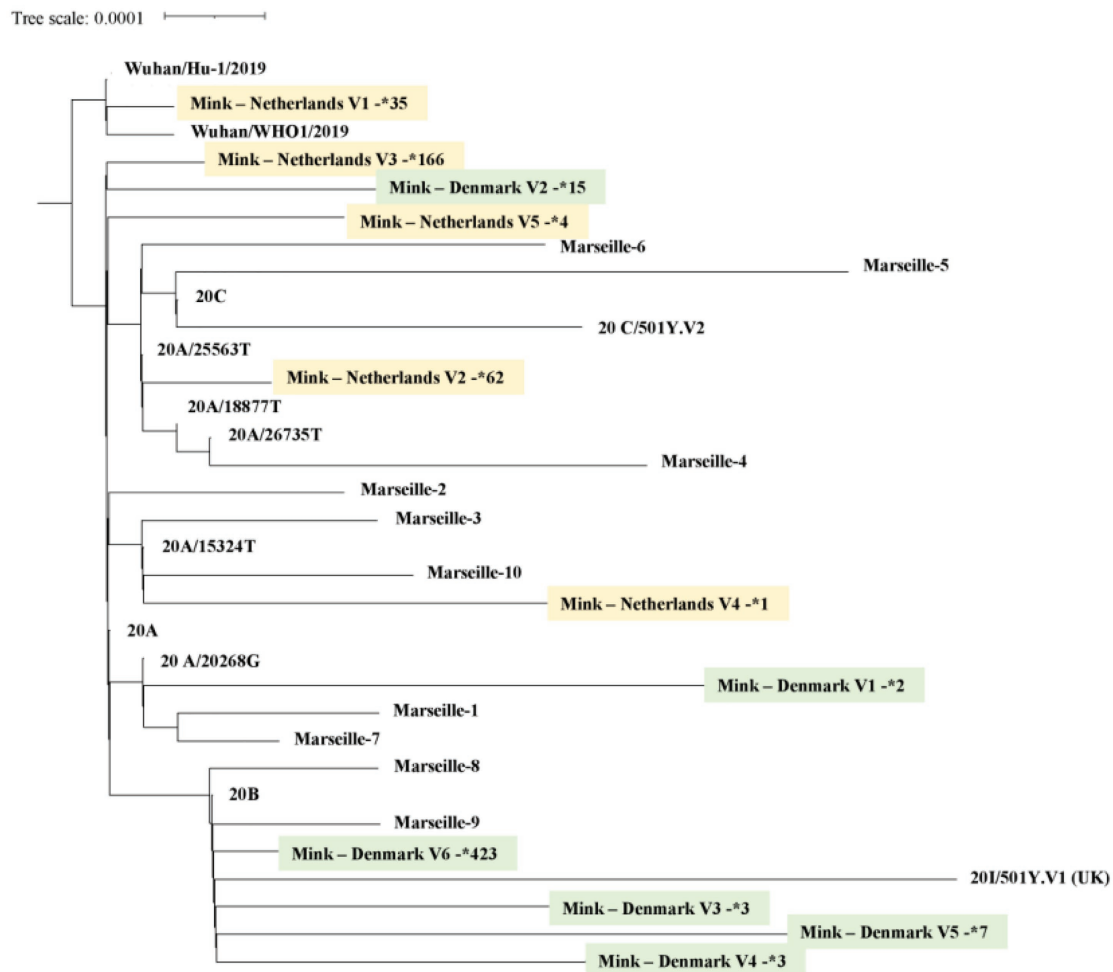 Tree scale: 0.0001
Wuhan/Hu-1/2019
Mink – Netherlands V1 -*35
Wuhan/WHO1/2019
Mink – Netherlands V3 -*166
Mink – Denmark V2 -*15
Mink – Netherlands V5 -*4
Marseille-6
Marseille-5
20C
20 C/501Y.V2
20A/25563T
Mink – Netherlands V2 -*62
20A/18877T
20A/26735T
Marseille-4
Marseille-2
Marseille-3
20A/15324T
Marseille-10
Mink – Netherlands V4 -*1
20A
20 A/20268G
Mink – Denmark V1 -*2
Marseille-1
Marseille-7
Marseille-8
20B
Marseille-9
Mink – Denmark V6 -*423
20I/501Y.V1 (UK)
Mink – Denmark V3 -*3
Mink – Denmark V5 -*7
Mink – Denmark V4 -*3